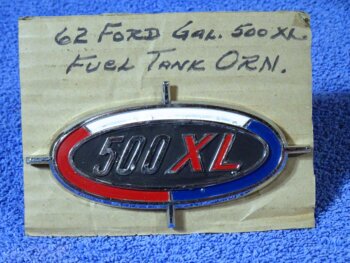 62 FORD GAL. 500 XL
FUEL TANK ORN.
500 XL